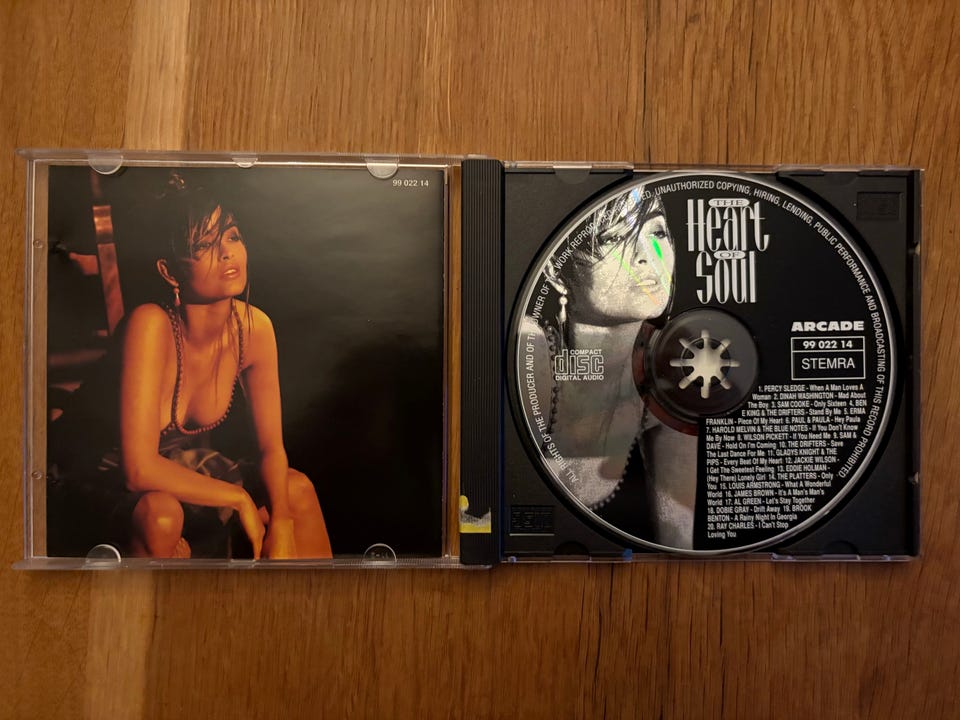 99 022 14
ALL RIGHTS OF THE PRODUCER AND OF THE OWNER OF THE WORK REPRODUCED RESERVED. UNAUTHORIZED COPYING, HIRING, LENDING, PUBLIC PERFORMANCE AND BROADCASTING OF THIS RECORD PROHIBITED
THE
Heart
OF
Soul
COMPACT
disc
DIGITAL AUDIO
ARCADE
99 022 14
STEMRA
1. PERCY SLEDGE - When A Man Loves A
Woman 2. DINAH WASHINGTON - Mad About
The Boy 3. SAM COOKE - Only Sixteen 4. BEN
E KING & THE DRIFTERS - Stand By Me 5. ERMA
FRANKLIN - Piece Of My Heart 6. PAUL & PAULA - Hey Paula
7. HAROLD MELVIN & THE BLUE NOTES - If You Don't Know
Me By Now 8. WILSON PICKETT - If You Need Me 9. SAM &
DAVE - Hold On I'm Coming 10. THE DRIFTERS - Save
The Last Dance For Me 11. GLADYS KNIGHT & THE
PIPS - Every Beat Of My Heart 12. JACKIE WILSON -
I Get The Sweetest Feeling 13. EDDIE HOLMAN -
(Hey There) Lonely Girl 14. THE PLATTERS - Only
You 15. LOUIS ARMSTRONG - What A Wonderful
World 16. JAMES BROWN - It's A Man's Man's
World 17. AL GREEN - Let's Stay Together
18. DOBIE GRAY - Drift Away 19. BROOK
BENTON - A Rainy Night In Georgia
20. RAY CHARLES - I Can't Stop
Loving You